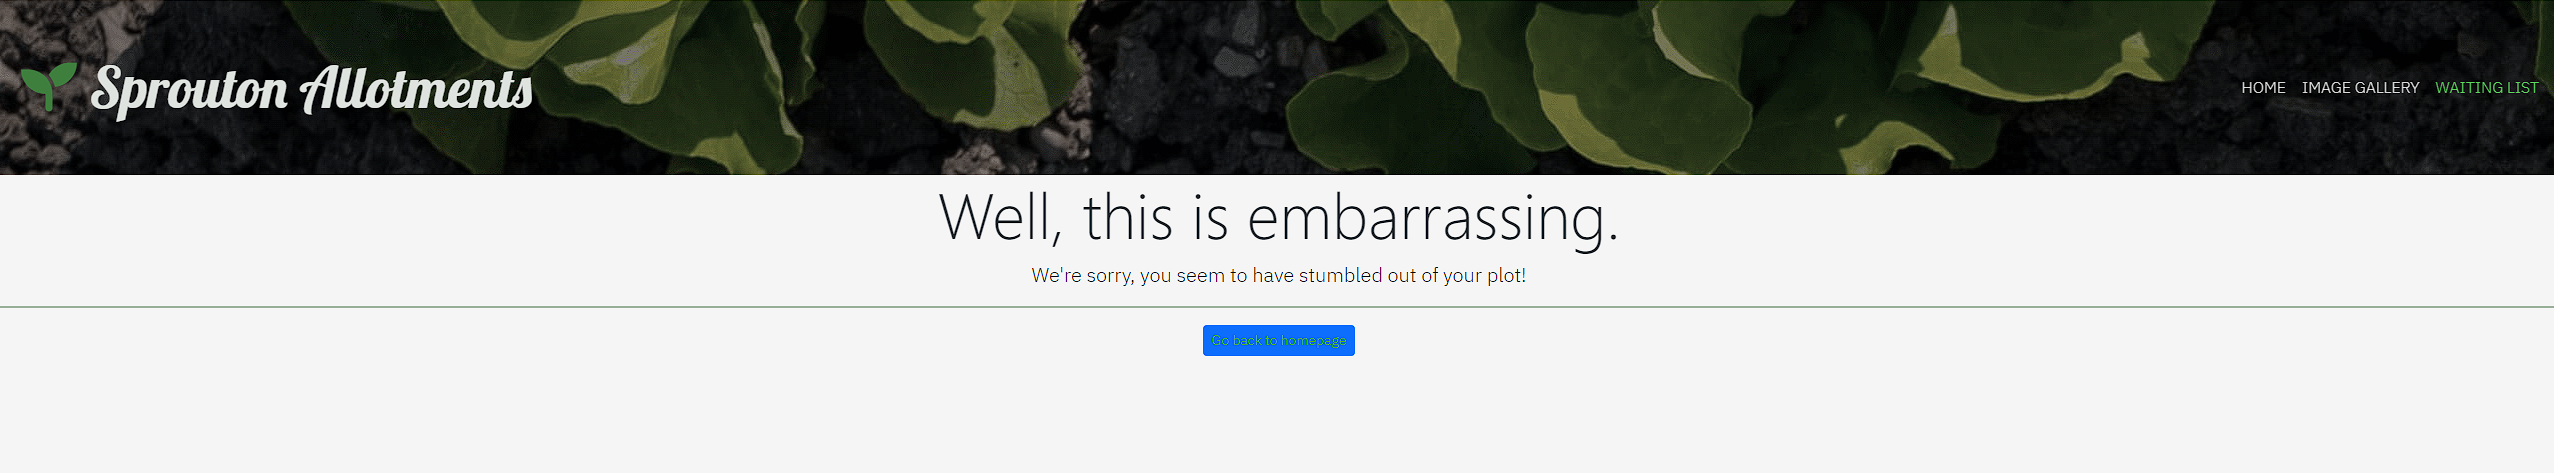 Sprouton Allotments
HOME IMAGE GALLERY WAITING LIST
Well, this is embarrassing.
We're sorry, you seem to have stumbled out of your plot!
Go back to homepage